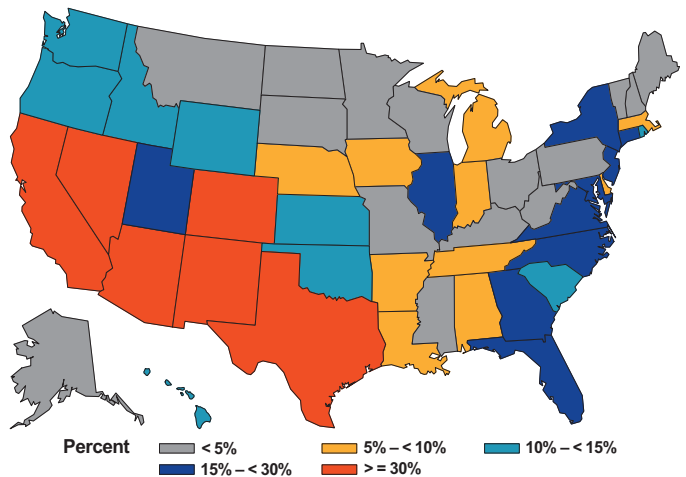 Percent < 5% 5% – < 10% 10% – < 15%
15% – < 30% > = 30%